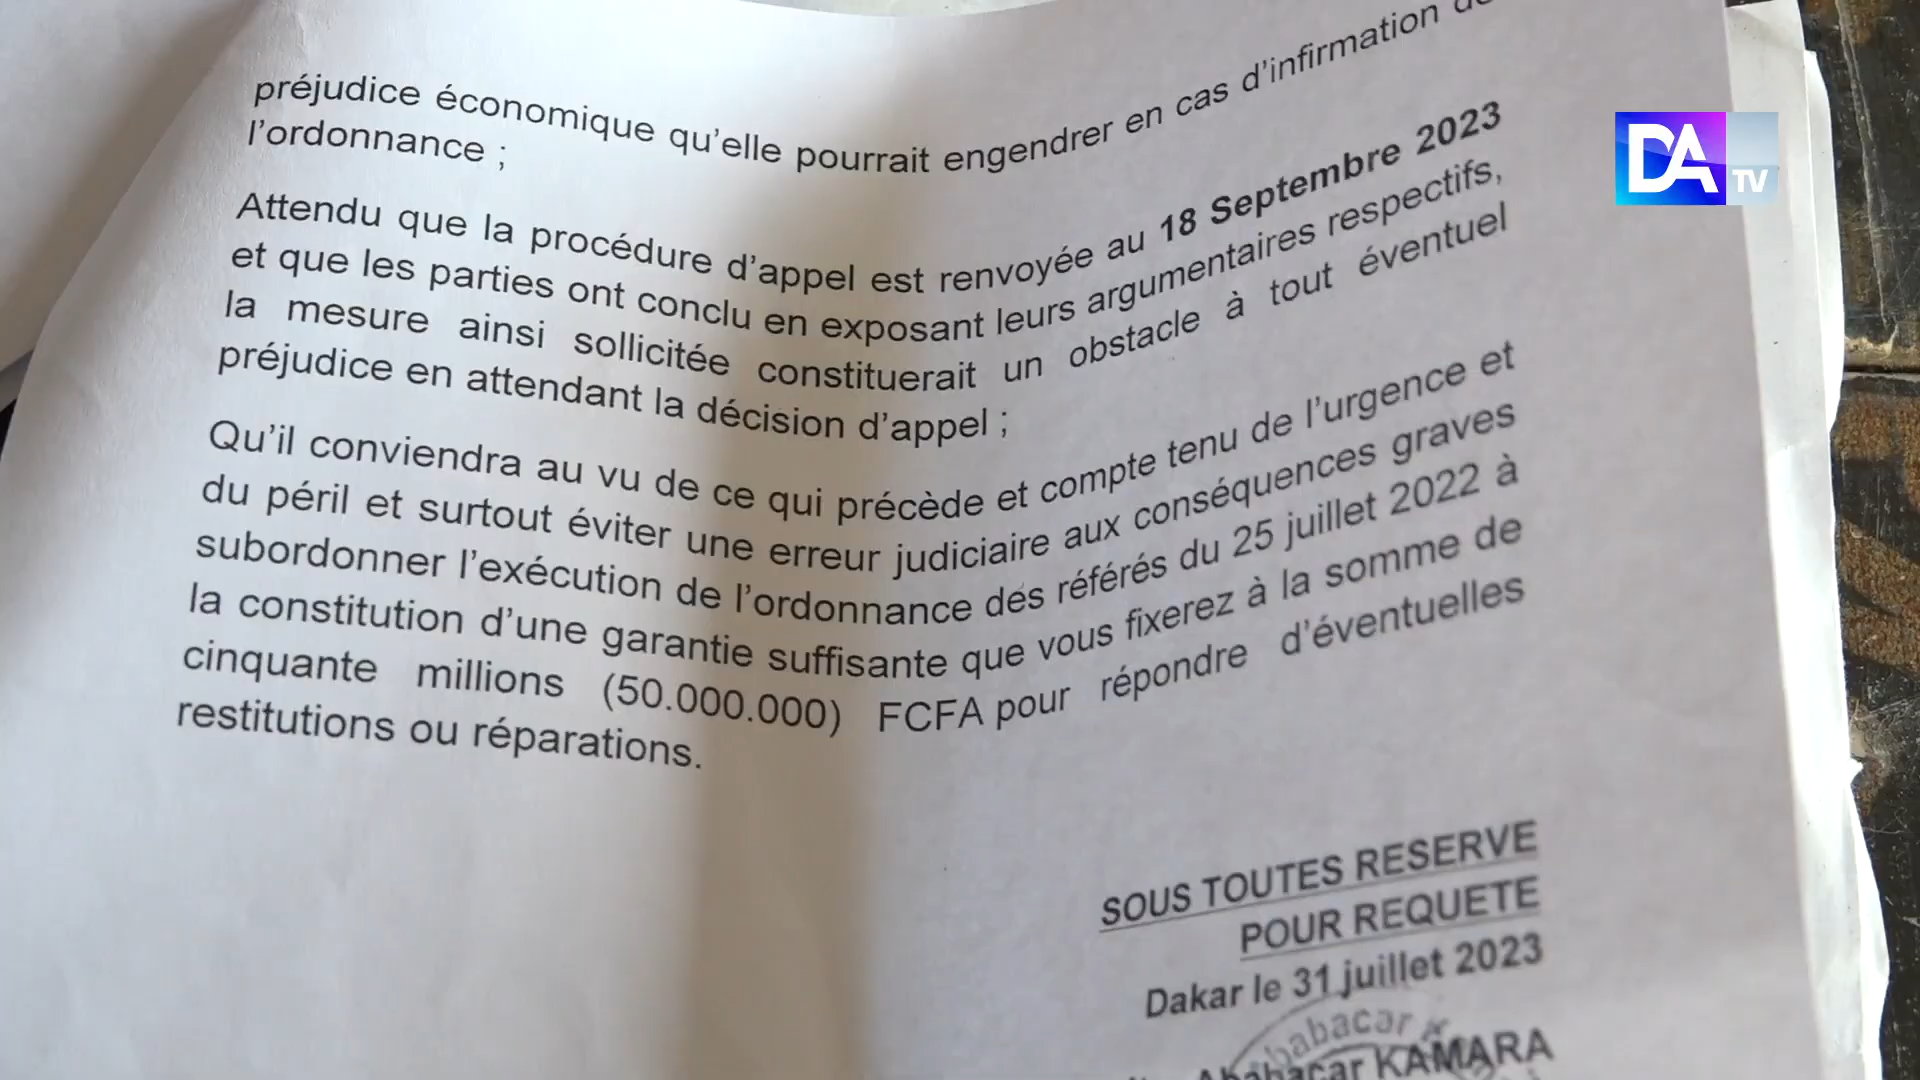 préjudice économique qu'elle pourrait engendrer en cas d'infirmation de
l'ordonnance ;
Attendu que la procédure d'appel est renvoyée au 18 Septembre 2023
et que les parties ont conclu en exposant leurs argumentaires respectifs,
la mesure ainsi sollicitée constituerait un obstacle à tout éventuel
préjudice en attendant la décision d'appel ;
Qu'il conviendra au vu de ce qui précède et compte tenu de l'urgence et
du péril et surtout éviter une erreur judiciaire aux conséquences graves
subordonner l'exécution de l'ordonnance des référés du 25 juillet 2022 à
la constitution d'une garantie suffisante que vous fixerez à la somme de
cinquante millions (50.000.000) FCFA pour répondre d'éventuelles
restitutions ou réparations.
SOUS TOUTES RESERVE
POUR REQUETE
Dakar le 31 juillet 2023
Ababacar KAMARA
DA TV